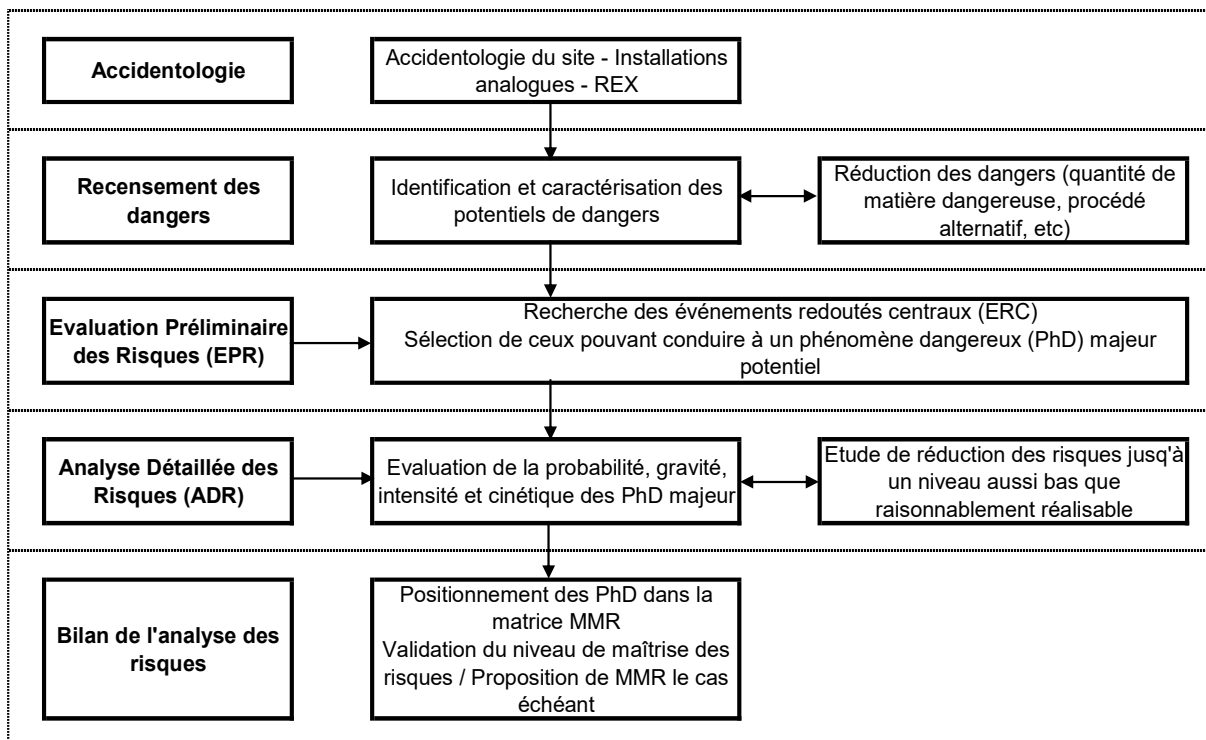 Accidentologie
Accidentologie du site - Installations
analogues - REX
Recensement des
dangers
Identification et caractérisation des
potentiels de dangers
Réduction des dangers (quantité de
matière dangereuse, procédé
alternatif, etc)
Evaluation Préliminaire
des Risques (EPR)
Recherche des événements redoutés centraux (ERC)
Sélection de ceux pouvant conduire à un phénomène dangereux (PhD) majeur
potentiel
Analyse Détaillée des
Risques (ADR)
Evaluation de la probabilité, gravité,
intensité et cinétique des PhD majeur
Etude de réduction des risques jusqu'à
un niveau aussi bas que
raisonnablement réalisable
Bilan de l'analyse des
risques
Positionnement des PhD dans la
matrice MMR
Validation du niveau de maîtrise des
risques / Proposition de MMR le cas
échéant